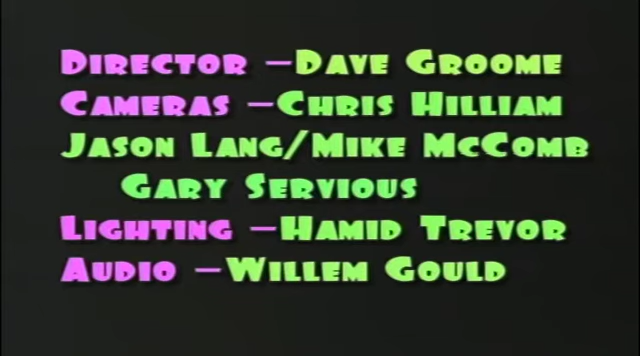 Director –Dave Groome
Cameras –Chris Hilliam
Jason Lang/Mike McComb
Gary Servious
Lighting –Hamid Trevor
Audio –Willem Gould